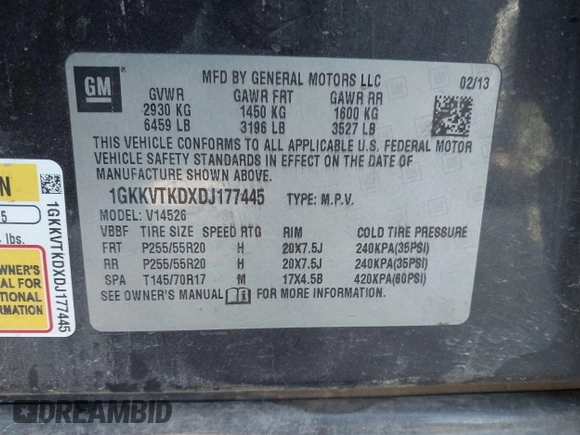 GM
MFD BY GENERAL MOTORS LLC 02/13
GVWR GAWR FRT GAWR RR
2930 KG 1450 KG 1600 KG
6459 LB 3196 LB 3527 LB
THIS VEHICLE CONFORMS TO ALL APPLICABLE U.S. FEDERAL MOTOR
VEHICLE SAFETY STANDARDS IN EFFECT ON THE DATE OF
MANUFACTURE SHOWN ABOVE.
1GKKVTKDXDJ177445 TYPE: M.P.V.
MODEL: V14526
VBBF TIRE SIZE SPEED RTG RIM COLD TIRE PRESSURE
FRT P255/55R20 H 20X7.5J 240KPA(35PSI)
RR P255/55R20 H 20X7.5J 240KPA(35PSI)
SPA T145/70R17 M 17X4.5B 420KPA(60PSI)
SEE OWNER'S MANUAL FOR MORE INFORMATION.
N
5
lbs.
OWNER'S
AL FOR
TIONAL
RMATION
1GKKVTKDXDJ177445
DREAMBID